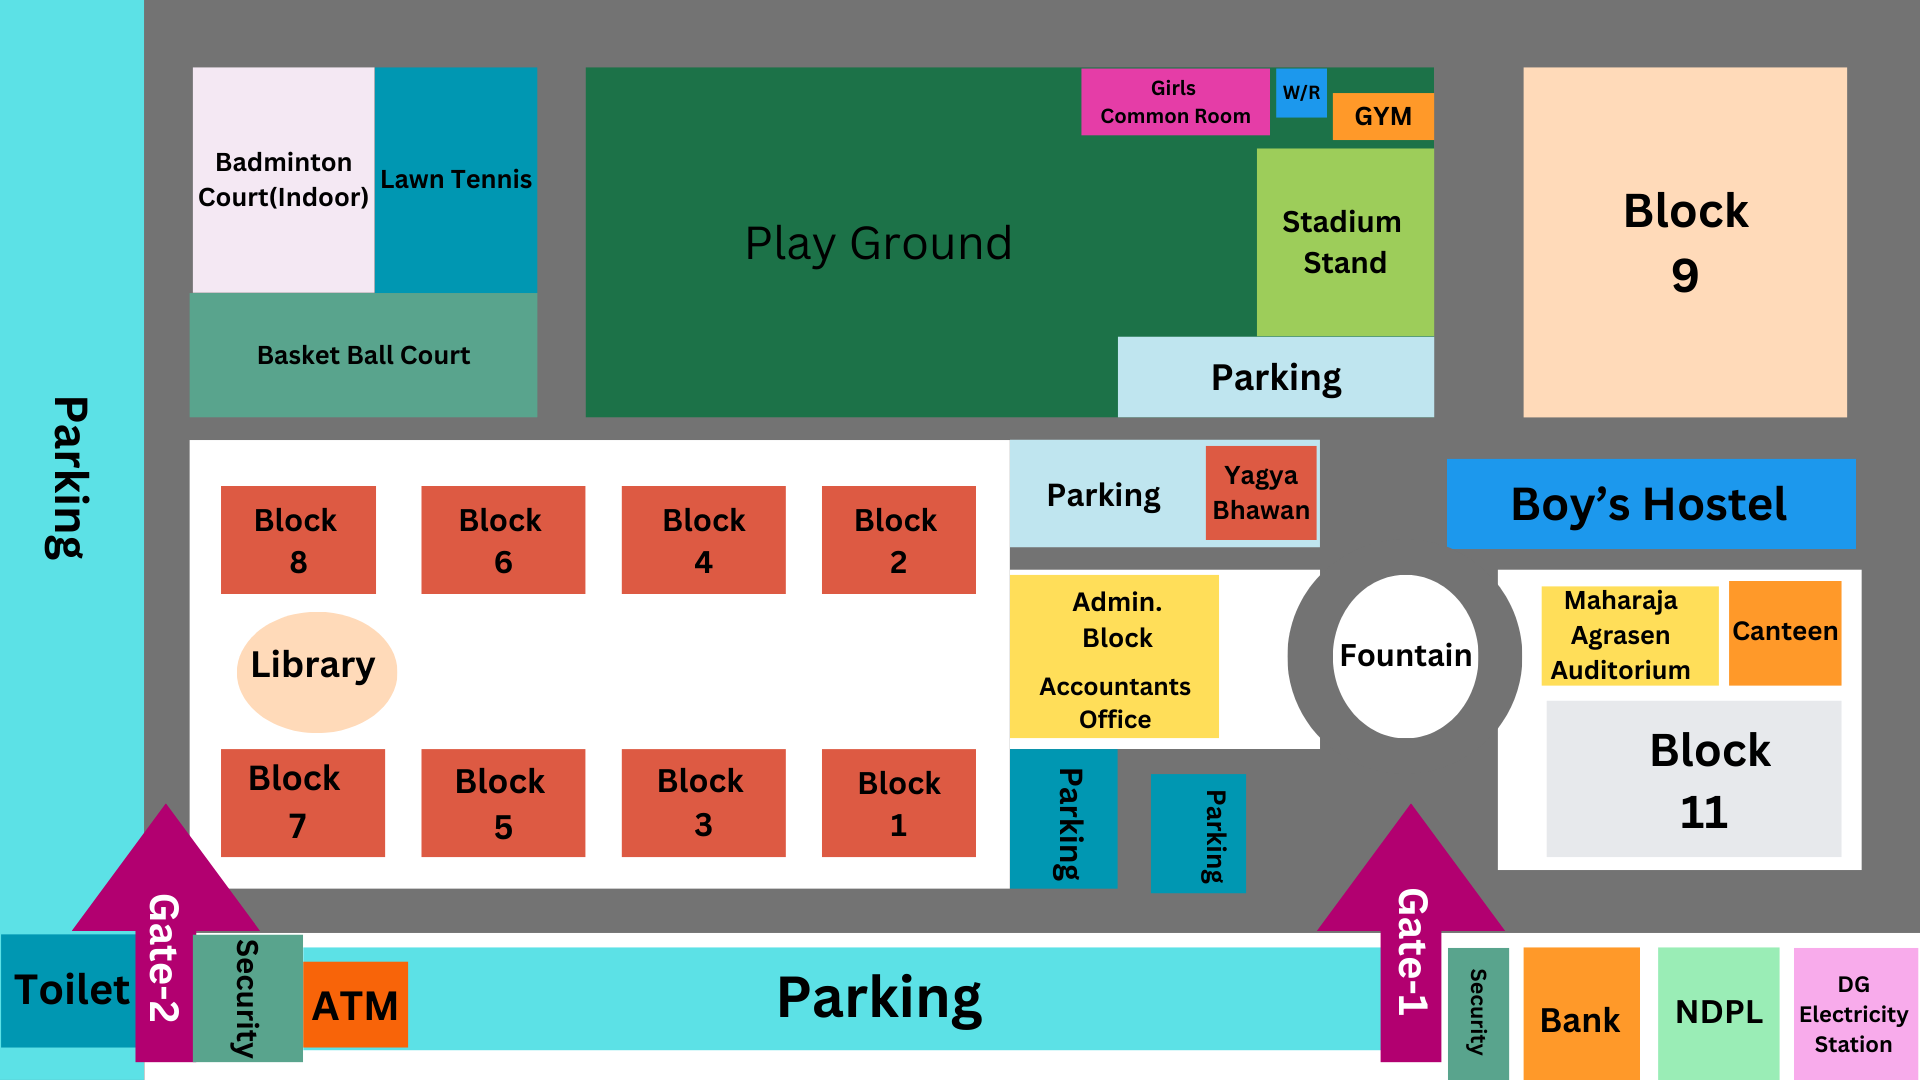 Parking
Badminton
Court(Indoor)
Lawn Tennis
Basket Ball Court
Play Ground
Girls
Common Room
W/R
GYM
Stadium
Stand
Parking
Block
9
Block
8
Block
6
Block
4
Block
2
Parking
Yagya
Bhawan
Boy’s Hostel
Library
Admin.
Block
Accountants
Office
Fountain
Maharaja
Agrasen
Auditorium
Canteen
Block
7
Block
5
Block
3
Block
1
Parking
Parking
Block
11
Toilet
Gate-2
Security
ATM
Parking
Gate-1
Security
Bank
NDPL
DG
Electricity
Station